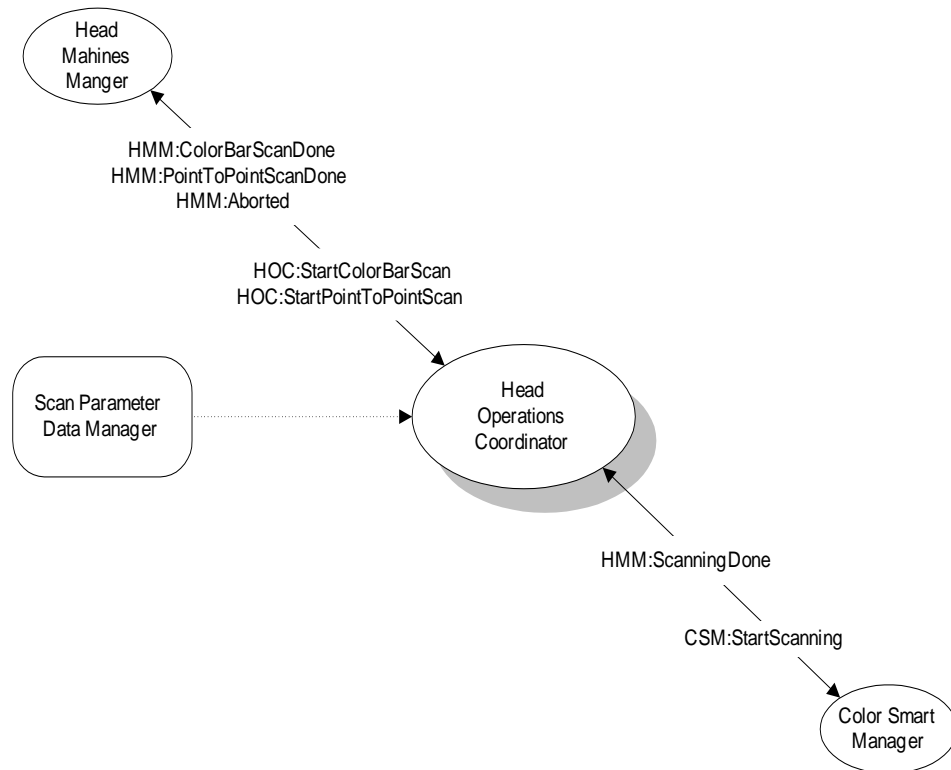 Head
Mahines
Manger
HMM:ColorBarScanDone
HMM:PointToPointScanDone
HMM:Aborted
HOC:StartColorBarScan
HOC:StartPointToPointScan
Scan Parameter
Data Manager
Head
Operations
Coordinator
HMM:ScanningDone
CSM:StartScanning
Color Smart
Manager